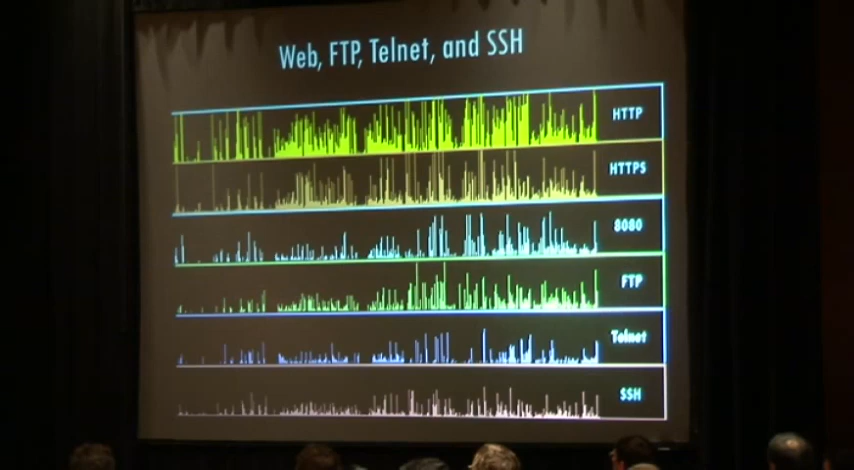 Web, FTP, Telnet, and SSH
HTTP
HTTPS
8080
FTP
Telnet
SSH